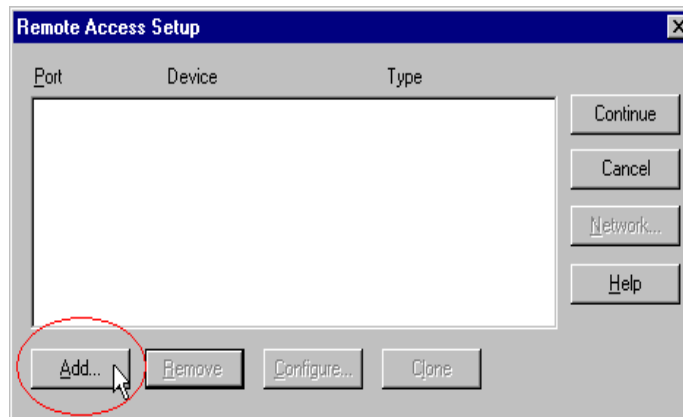 Remote Access Setup
Port Device Type
Continue
Cancel
Network...
Help
Add... Remove Configure... Clone